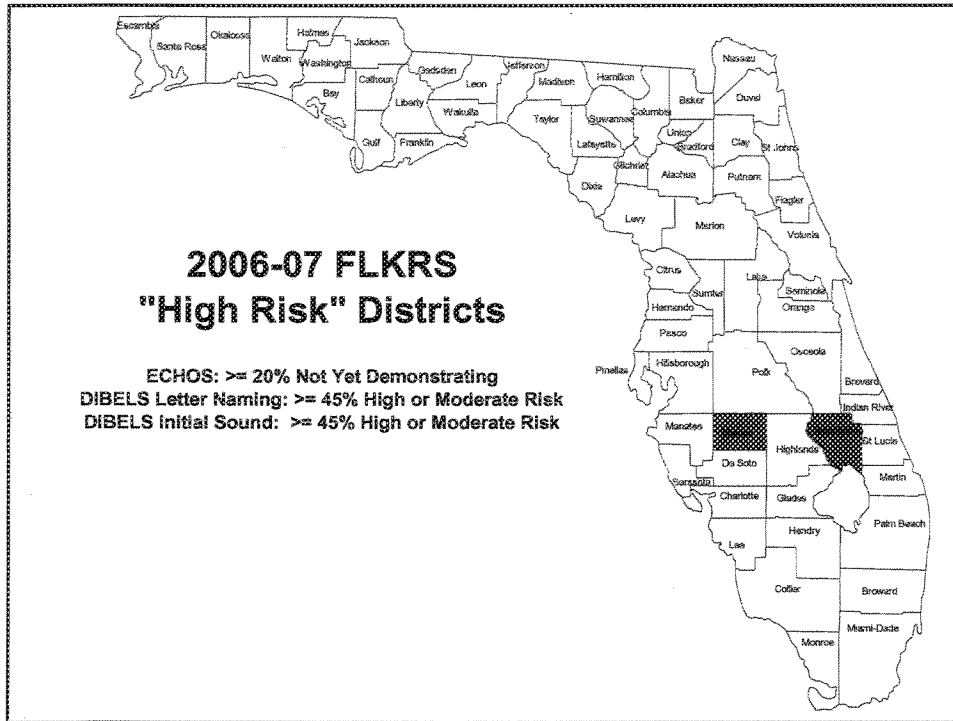 Escambia
Santa Ross
Okaloosa
Walton
Holmes
Washington
Jackson
Bay
Calhoun
Gulf
Liberty
Gadsden
Franklin
Leon
Wakulla
Jefferson
Madison
Taylor
Hamilton
Suwannee
Lafayette
Dixie
Columbia
Gilchrist
Baker
Union
Bradford
Alachua
Levy
Nassau
Duval
Clay
St Johns
Putnam
Flagler
Marion
Volusia
2006-07 FLKRS
"High Risk" Districts
ECHOS: >= 20% Not Yet Demonstrating
DIBELS Letter Naming: >= 45% High or Moderate Risk
DIBELS Initial Sound: >= 45% High or Moderate Risk
Citrus
Sumter
Lake
Seminole
Orange
Hernando
Pasco
Pinellas
Hillsborough
Polk
Osceola
Brevard
Indian River
Manatee
Highlands
St Lucie
De Soto
Sarasota
Charlotte
Glades
Martin
Lee
Hendry
Palm Beach
Collier
Broward
Monroe
Miami-Dade